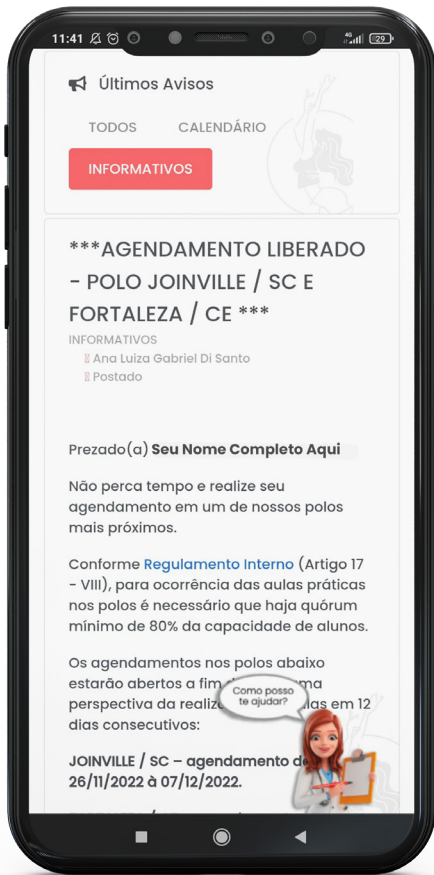 11:41
4G
29
Últimos Avisos
TODOS CALENDÁRIO
INFORMATIVOS
***AGENDAMENTO LIBERADO
- POLO JOINVILLE / SC E
FORTALEZA / CE ***
INFORMATIVOS
Ana Luiza Gabriel Di Santo
Postado
Prezado(a) Seu Nome Completo Aqui
Não perca tempo e realize seu
agendamento em um de nossos polos
mais próximos.
Conforme Regulamento Interno (Artigo 17
- VIII), para ocorrência das aulas práticas
nos polos é necessário que haja quórum
mínimo de 80% da capacidade de alunos.
Os agendamentos nos polos abaixo
estarão abertos a fim
perspectiva da em 12
dias consecutivos:
Como posso
te ajudar?
JOINVILLE / SC – agendamento
26/11/2022 à 07/12/2022.